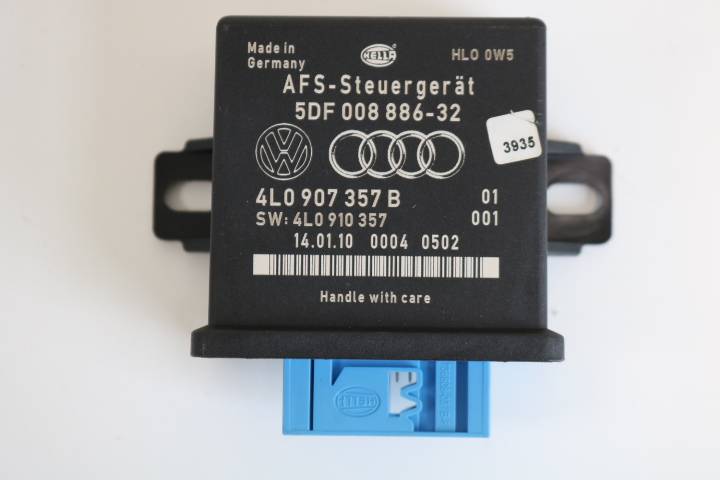 Made in
Germany
HELLA
HLO 0W5
AFS-Steuergerät
5DF 008 886-32
3935
4L0 907 357 B 01
SW: 4L0 910 357 001
14.01.10 0004 0502
Handle with care
HELLA